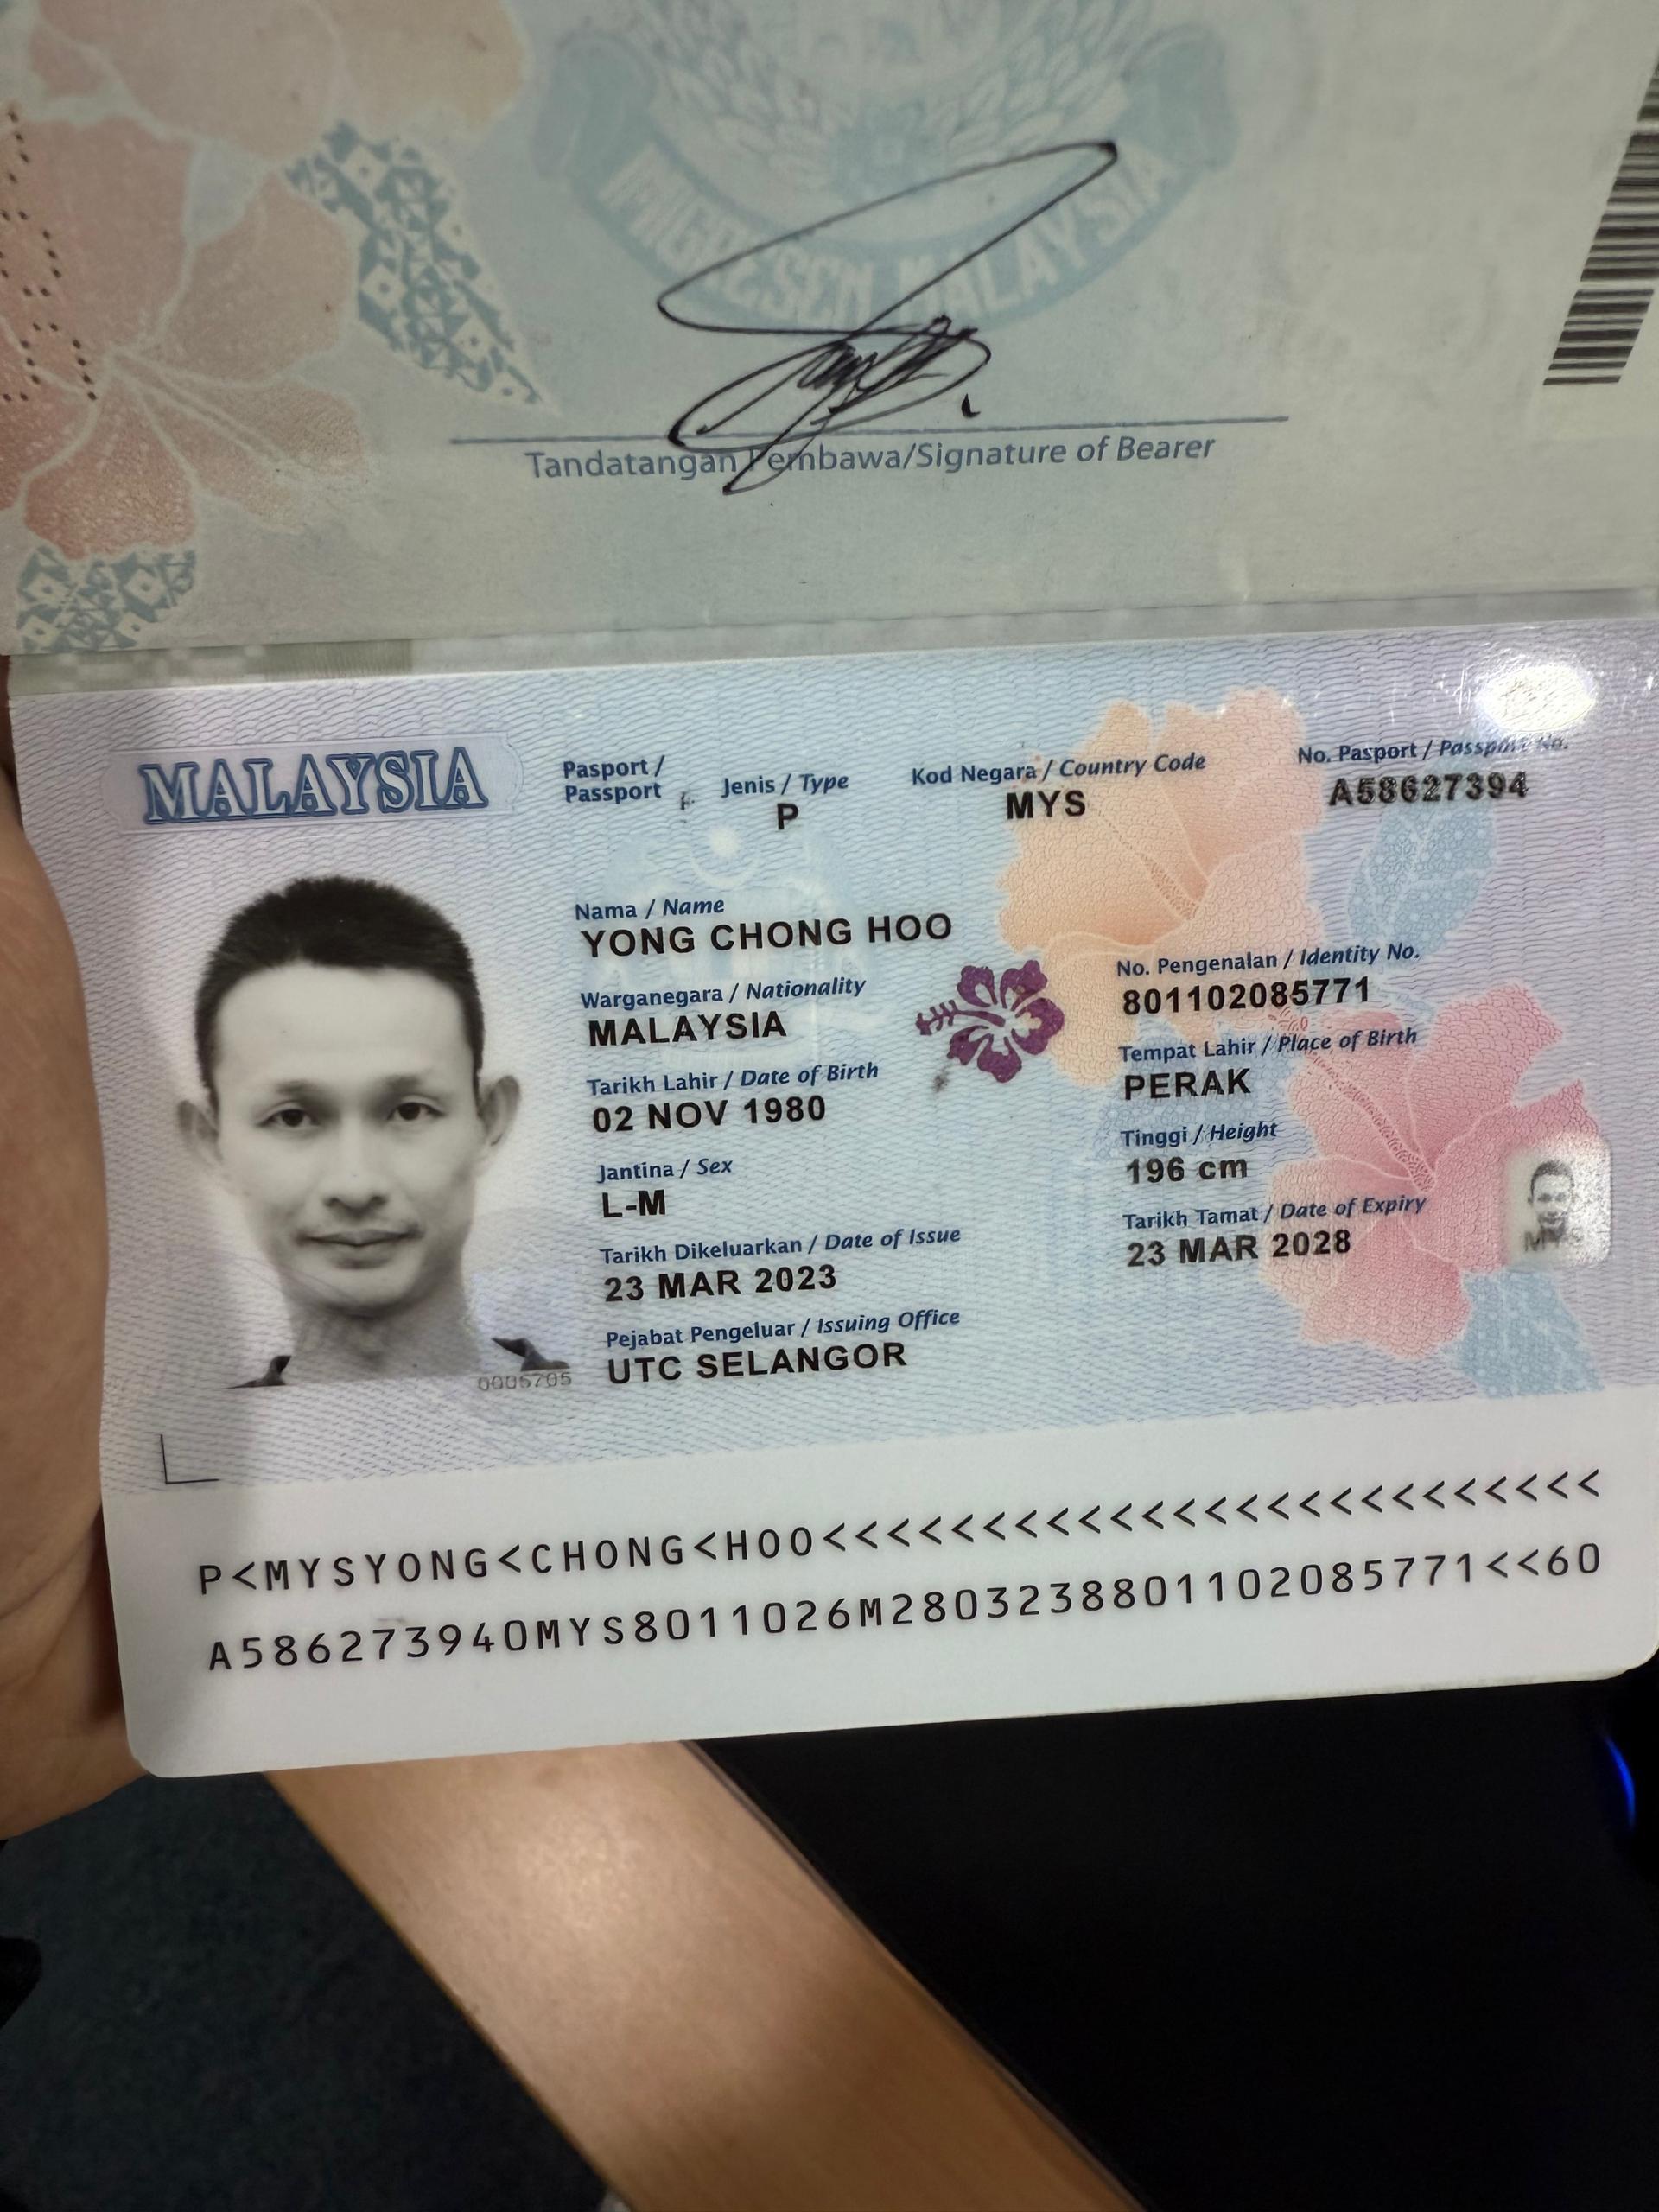 IMIGRESEN MALAYSIA
Tandatangan Pembawa/Signature of Bearer
MALAYSIA
Pasport / Passport
Jenis / Type
P
Kod Negara / Country Code
MYS
No. Pasport / Passport No.
A58627394
Nama / Name
YONG CHONG HOO
Warganegara / Nationality
MALAYSIA
No. Pengenalan / Identity No.
801102085771
Tarikh Lahir / Date of Birth
02 NOV 1980
Tempat Lahir / Place of Birth
PERAK
Jantina / Sex
L-M
Tinggi / Height
196 cm
Tarikh Dikeluarkan / Date of Issue
23 MAR 2023
Tarikh Tamat / Date of Expiry
23 MAR 2028
Pejabat Pengeluar / Issuing Office
UTC SELANGOR
0005705
MYS
P<MYSYONG<CHONG<HOO<<<<<<<<<<<<<<<<<<<<<<<<<
A586273940MYS8011026M2803238801102085771<<60